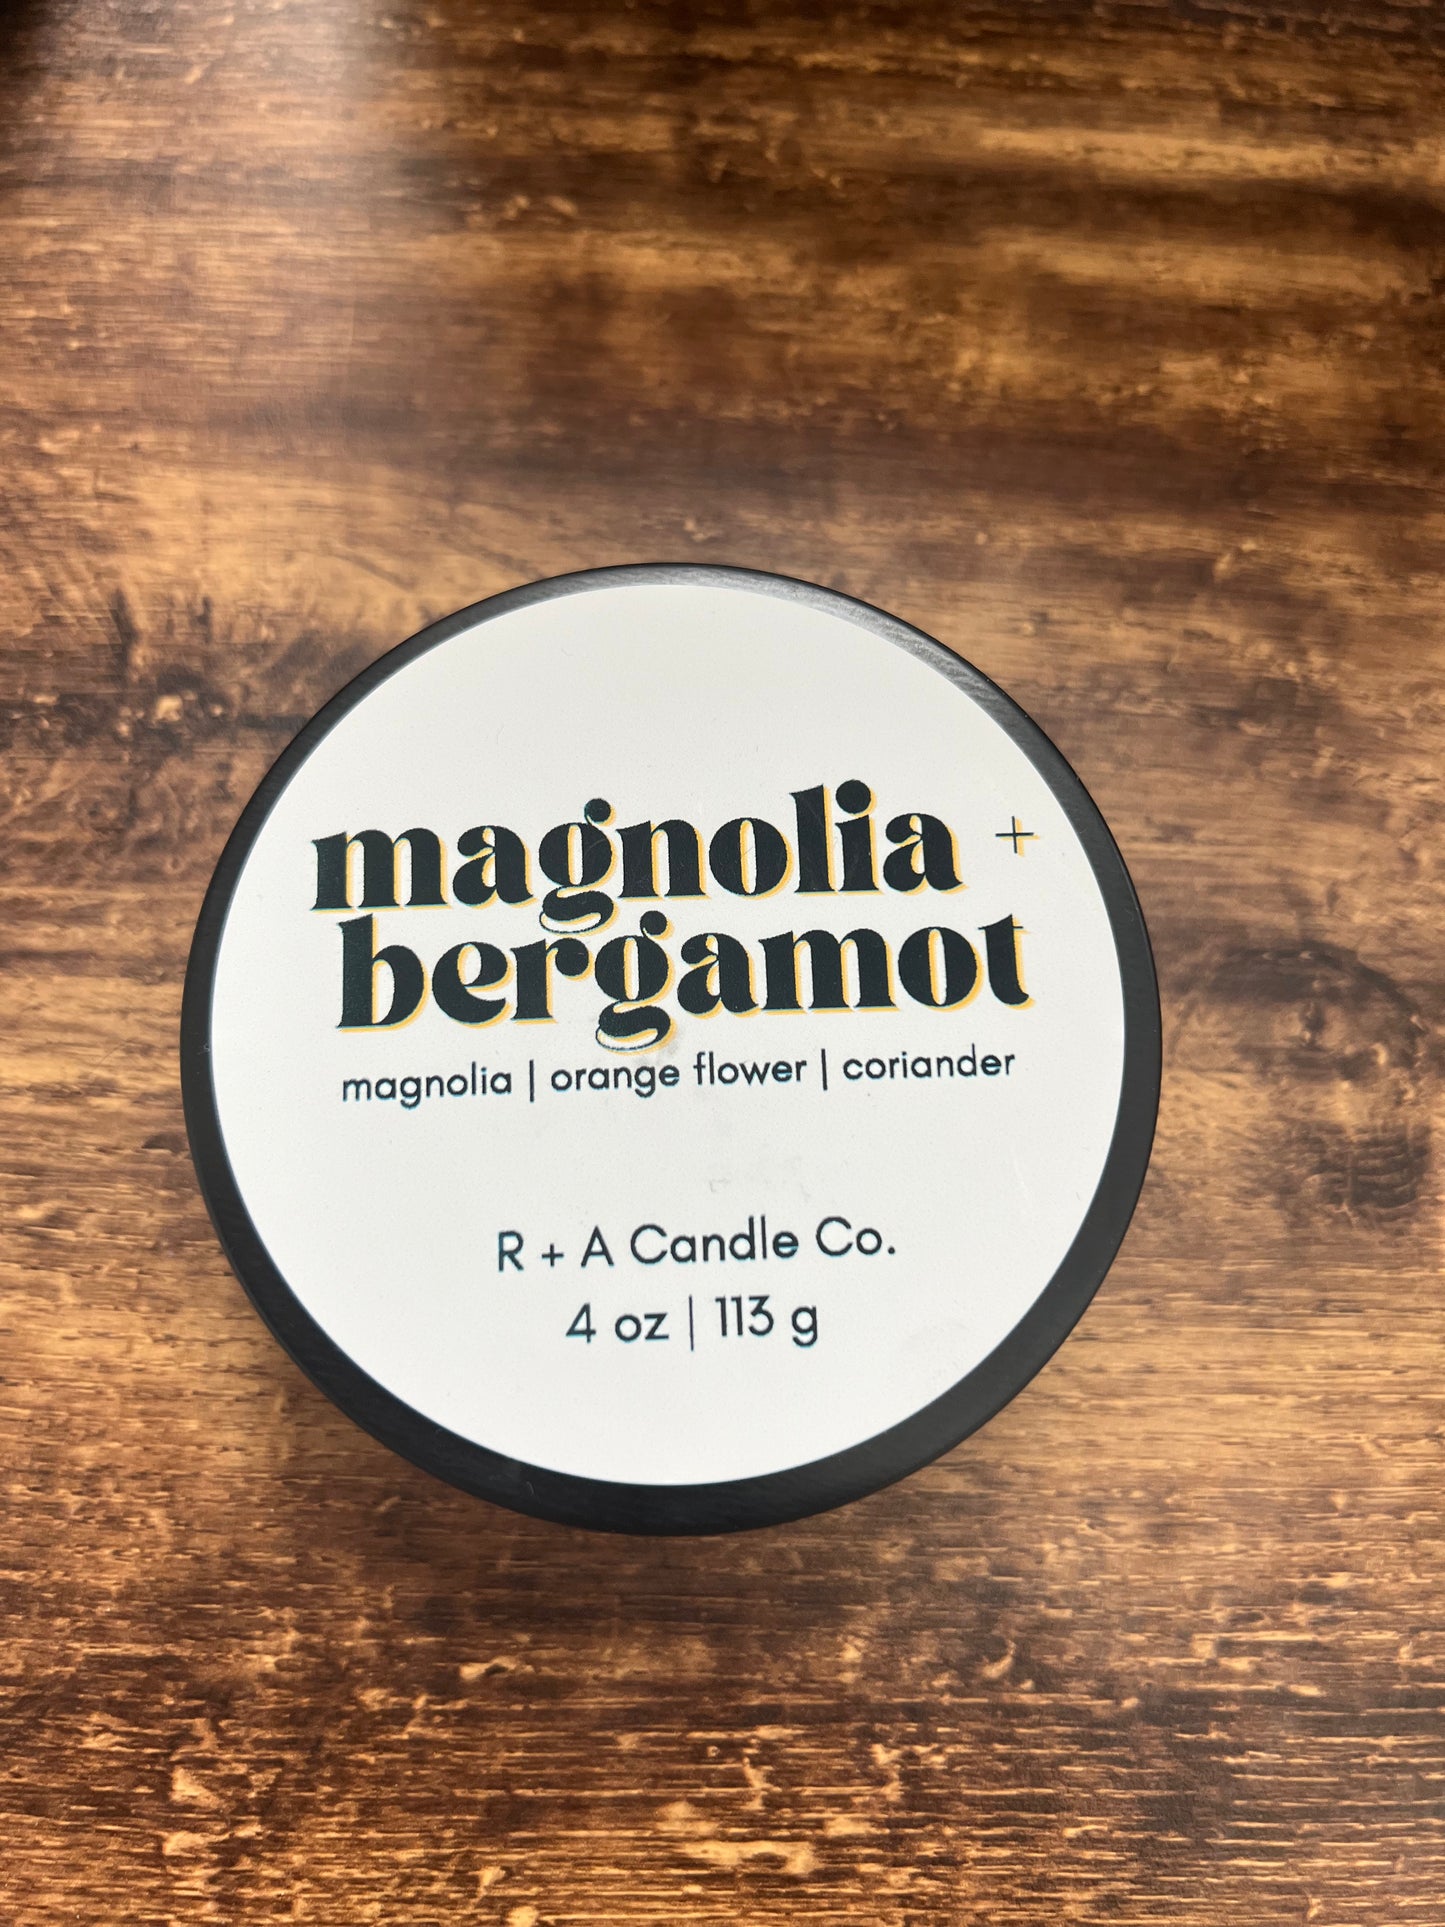 magnolia +
bergamot
magnolia | orange flower | coriander
R + A Candle Co.
4 oz | 113 g